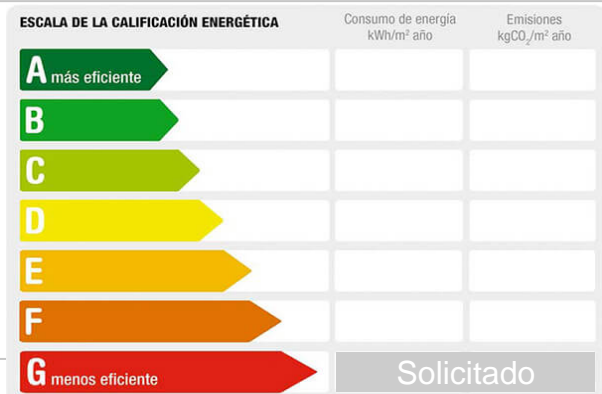 ESCALA DE LA CALIFICACIÓN ENERGÉTICA
Consumo de energía
kWh/m² año
Emisiones
kgCO₂/m² año
A más eficiente
B
C
D
E
F
G menos eficiente
Solicitado